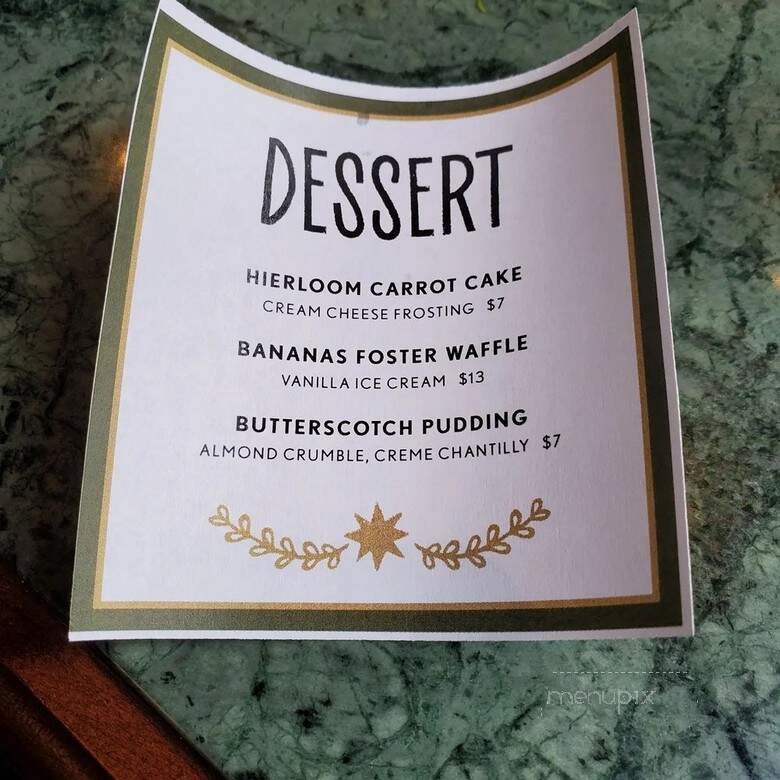 DESSERT
HIERLOOM CARROT CAKE
CREAM CHEESE FROSTING $7
BANANAS FOSTER WAFFLE
VANILLA ICE CREAM $13
BUTTERSCOTCH PUDDING
ALMOND CRUMBLE, CREME CHANTILLY $7
menupix